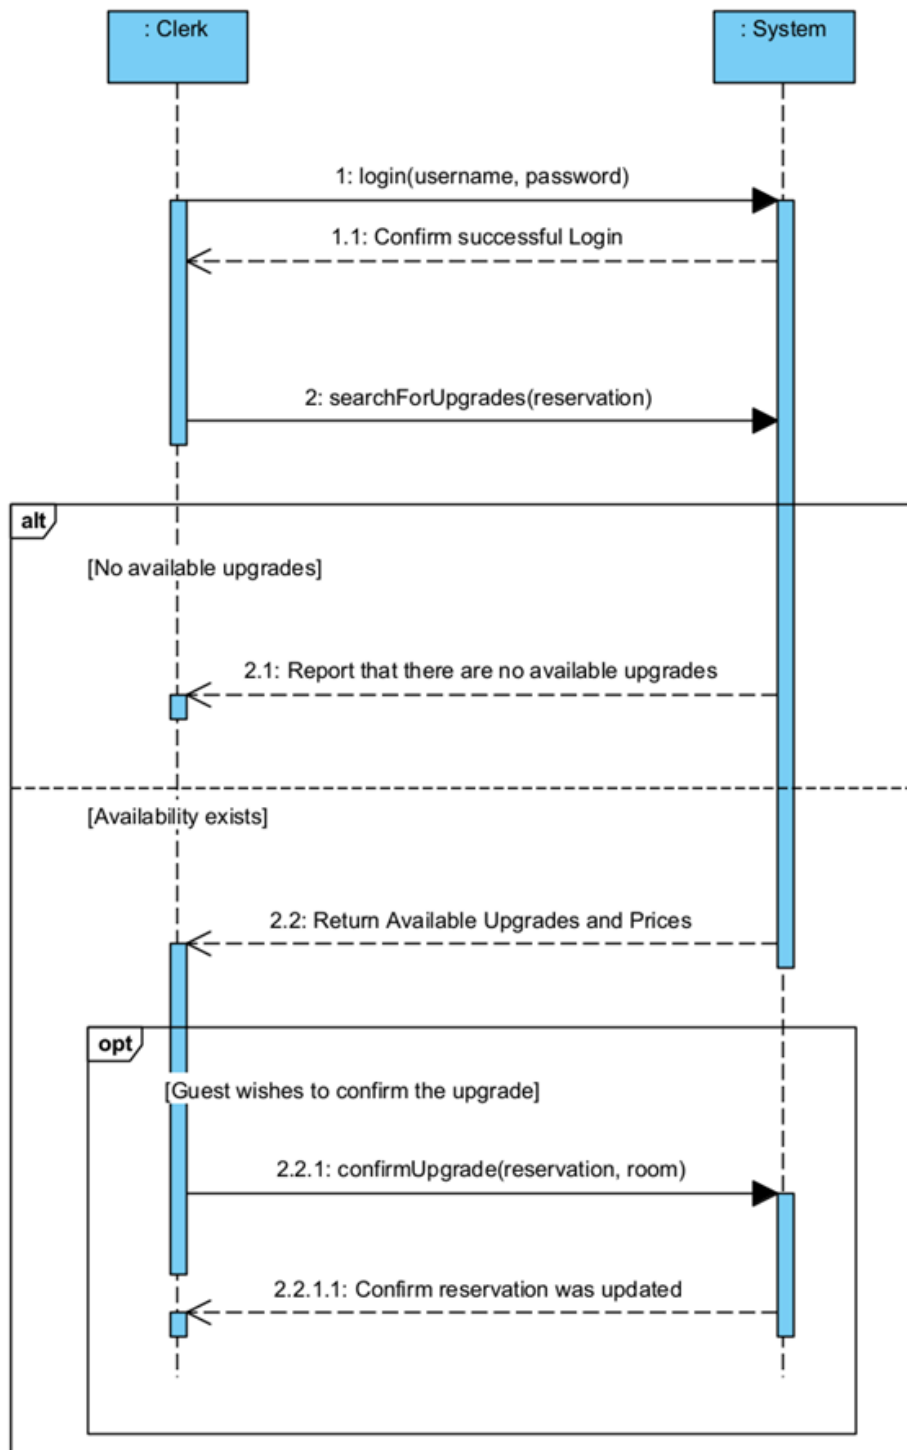 : Clerk
: System
1: login(username, password)
1.1: Confirm successful Login
2: searchForUpgrades(reservation)
alt
[No available upgrades]
2.1: Report that there are no available upgrades
[Availability exists]
2.2: Return Available Upgrades and Prices
opt
[Guest wishes to confirm the upgrade]
2.2.1: confirmUpgrade(reservation, room)
2.2.1.1: Confirm reservation was updated